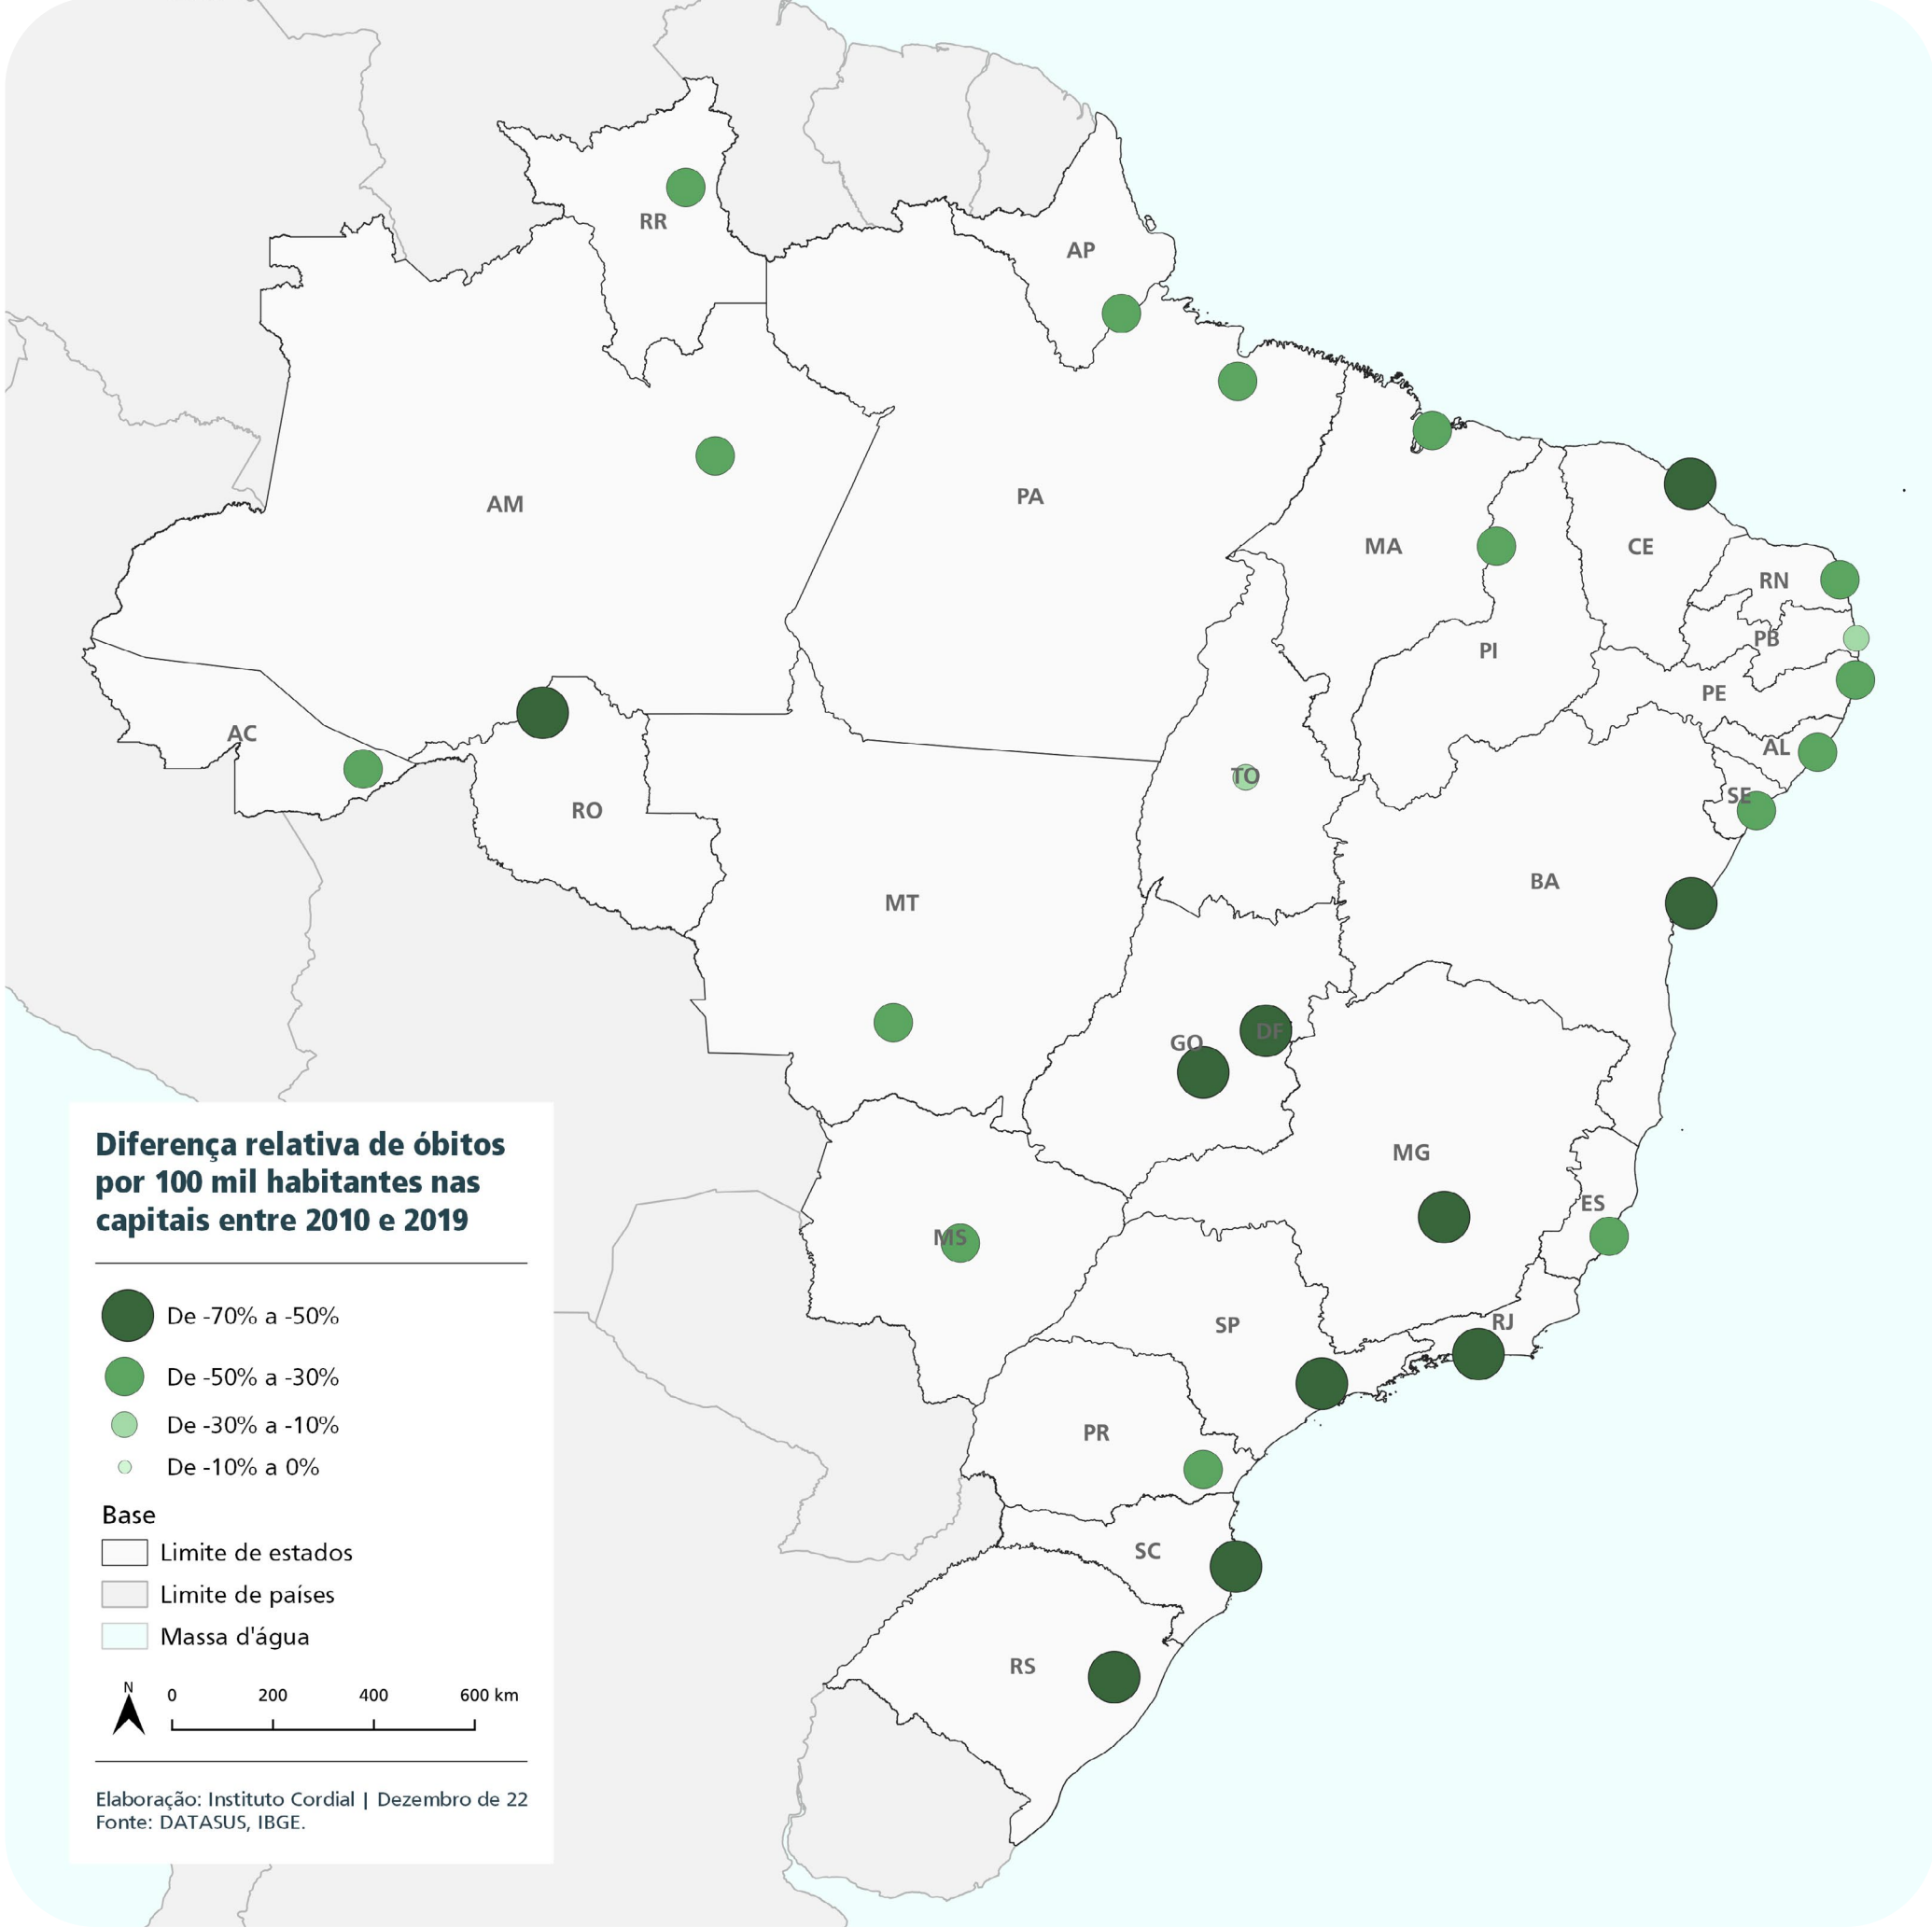 RR
AP
AM
PA
MA
CE
RN
PB
PI
PE
AC
AL
TO
SE
RO
BA
MT
DF
GO
MG
ES
MS
RJ
SP
PR
SC
RS
Diferença relativa de óbitos
por 100 mil habitantes nas
capitais entre 2010 e 2019
De -70% a -50%
De -50% a -30%
De -30% a -10%
De -10% a 0%
Base
Limite de estados
Limite de países
Massa d'água
N
0 200 400 600 km
Elaboração: Instituto Cordial | Dezembro de 22
Fonte: DATASUS, IBGE.